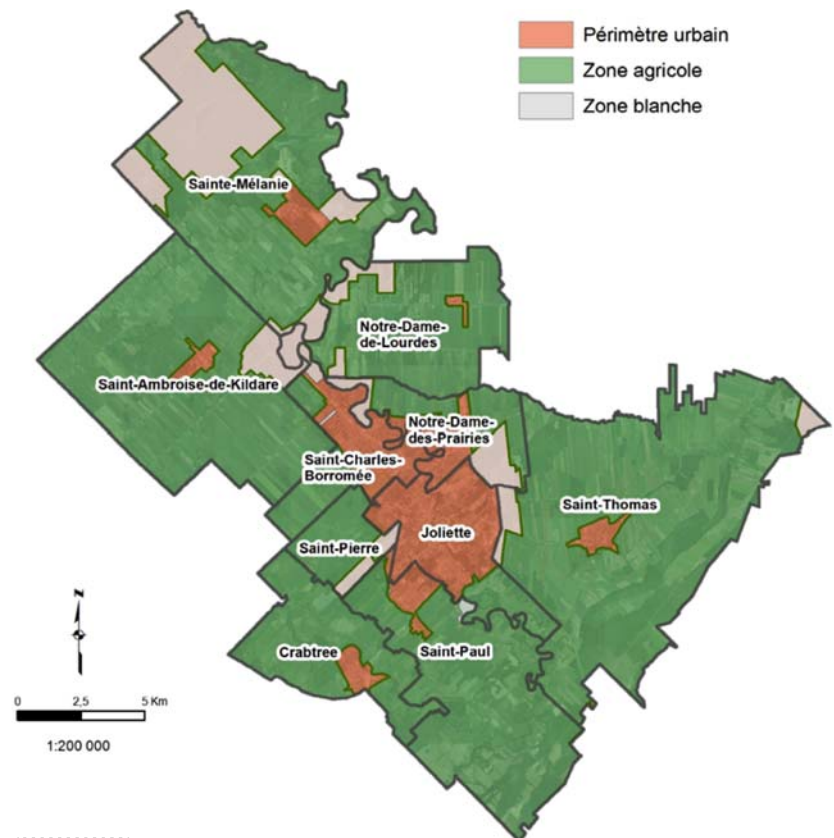 Périmètre urbain
Zone agricole
Zone blanche
Sainte-Mélanie
Notre-Dame-
de-Lourdes
Saint-Ambroise-de-Kildare
Notre-Dame-
des-Prairies
Saint-Charles-
Borromée
Saint-Thomas
Joliette
Saint-Pierre
Crabtree
Saint-Paul
N
0 2,5 5 Km
1:200 000